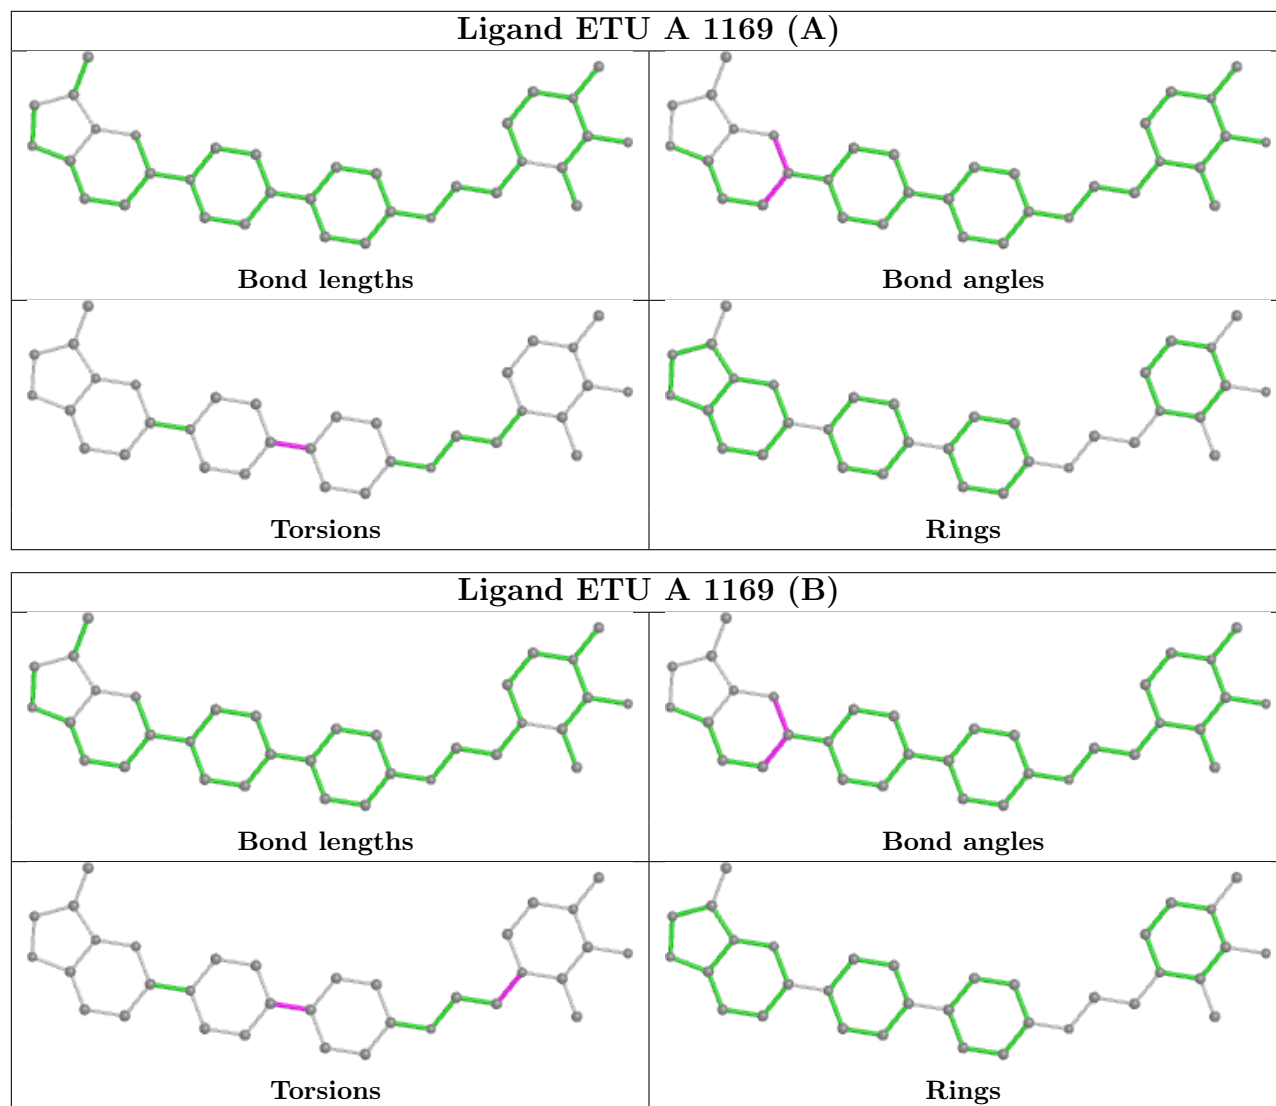 Ligand ETU A 1169 (A)
Bond lengths
Bond angles
Torsions
Rings
Ligand ETU A 1169 (B)
Bond lengths
Bond angles
Torsions
Rings